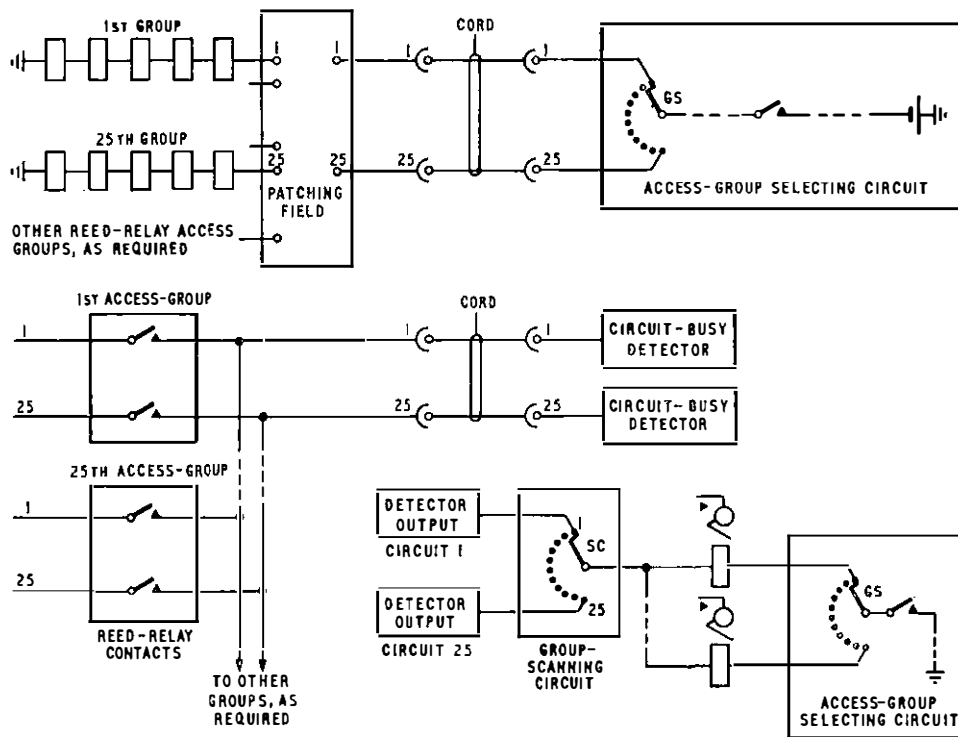 1ST GROUP
1
1
1
CORD
1
GS
25TH GROUP
25
25
25
25
PATCHING
FIELD
ACCESS-GROUP SELECTING CIRCUIT
OTHER REED-RELAY ACCESS
GROUPS, AS REQUIRED
1ST ACCESS-GROUP
1
CORD
1
1
CIRCUIT-BUSY
DETECTOR
25
25
25
CIRCUIT-BUSY
DETECTOR
25TH ACCESS-GROUP
1
25
REED-RELAY
CONTACTS
TO OTHER
GROUPS, AS
REQUIRED
DETECTOR
OUTPUT
CIRCUIT 1
DETECTOR
OUTPUT
CIRCUIT 25
1
SC
25
GROUP-
SCANNING
CIRCUIT
GS
ACCESS-GROUP
SELECTING CIRCUIT